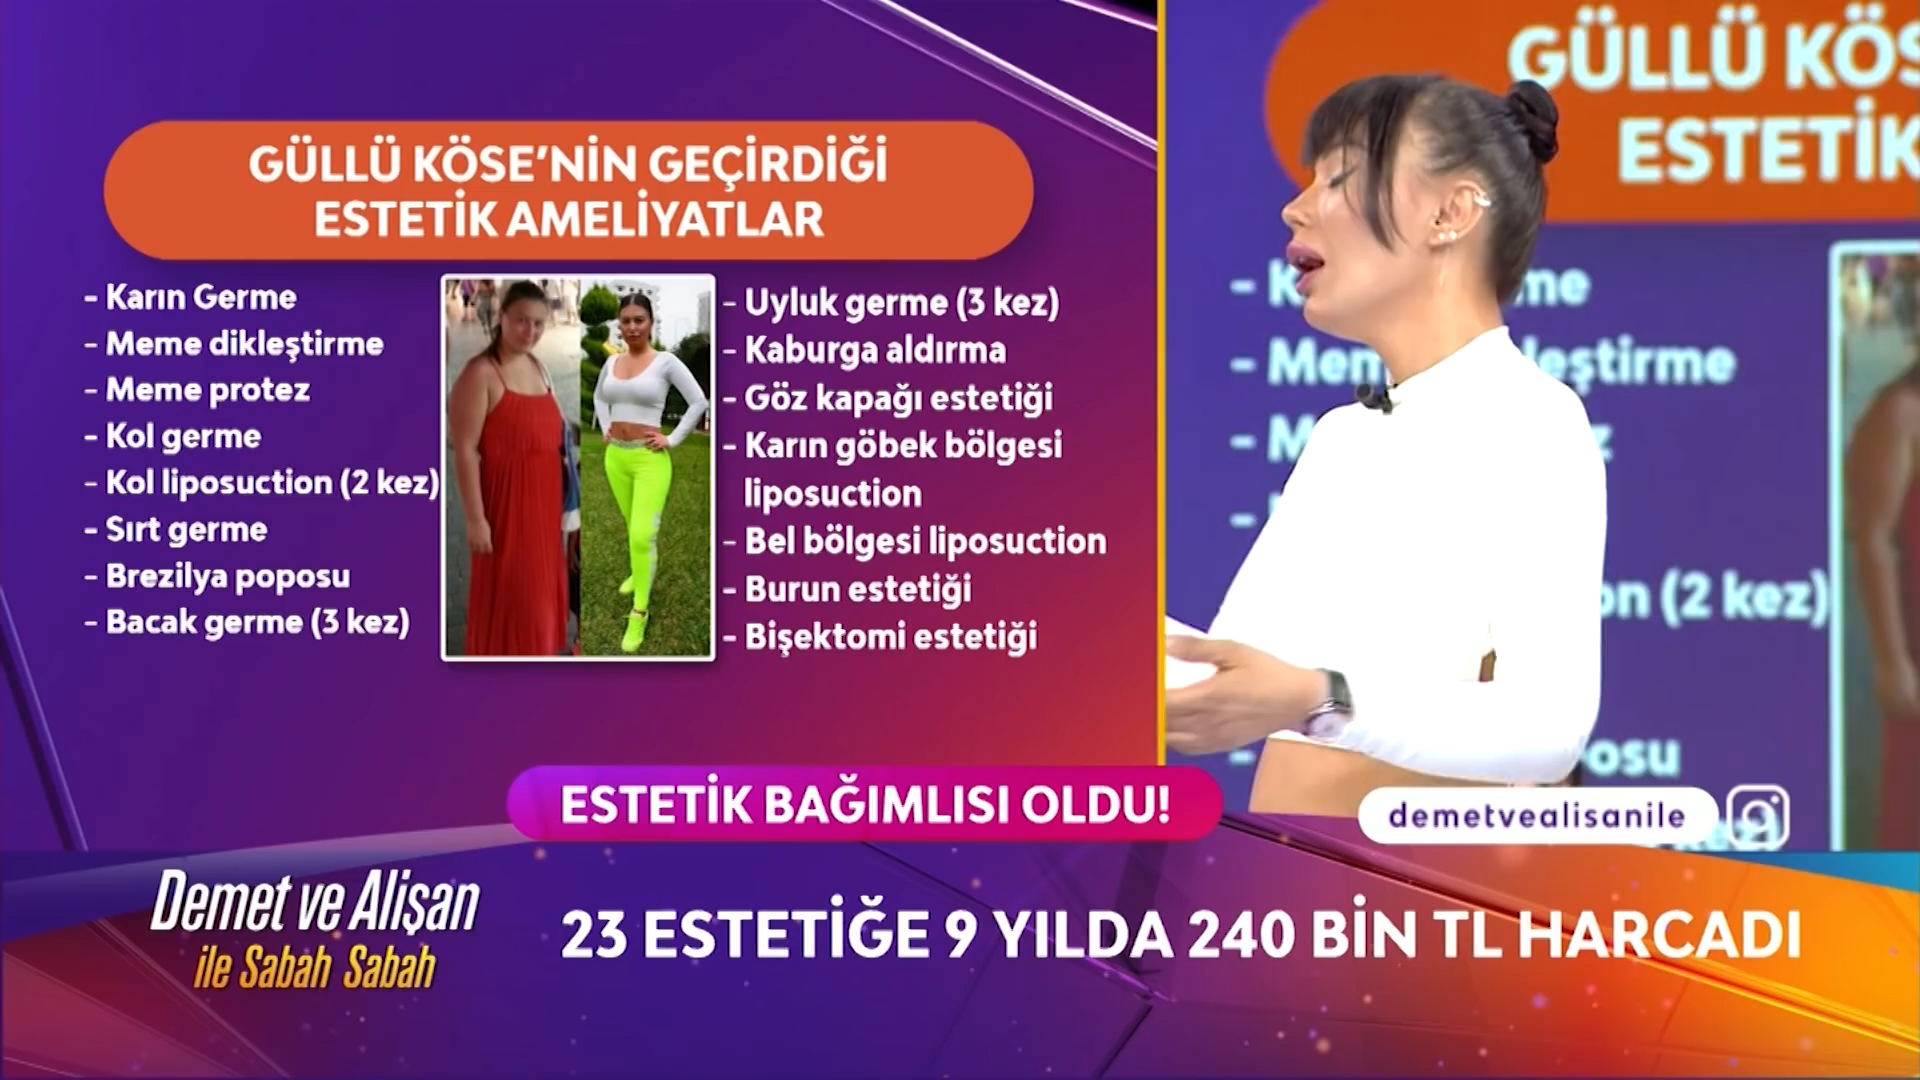 GÜLLÜ KÖSE'NİN GEÇİRDİĞİ
ESTETİK AMELİYATLAR
- Karın Germe
- Meme dikleştirme
- Meme protez
- Kol germe
- Kol liposuction (2 kez)
- Sırt germe
- Brezilya poposu
- Bacak germe (3 kez)
- Uyluk germe (3 kez)
- Kaburga aldırma
- Göz kapağı estetiği
- Karın göbek bölgesi
liposuction
- Bel bölgesi liposuction
- Burun estetiği
- Bişektomi estetiği
GÜLLÜ KÖS
ESTETİK
- K me
- Mem eştirme
- M z
-
on (2 kez)
- osu
demetvealisanile
ESTETİK BAĞIMLISI OLDU!
Demet ve Alişan
ile Sabah Sabah
23 ESTETİĞE 9 YILDA 240 BİN TL HARCADI